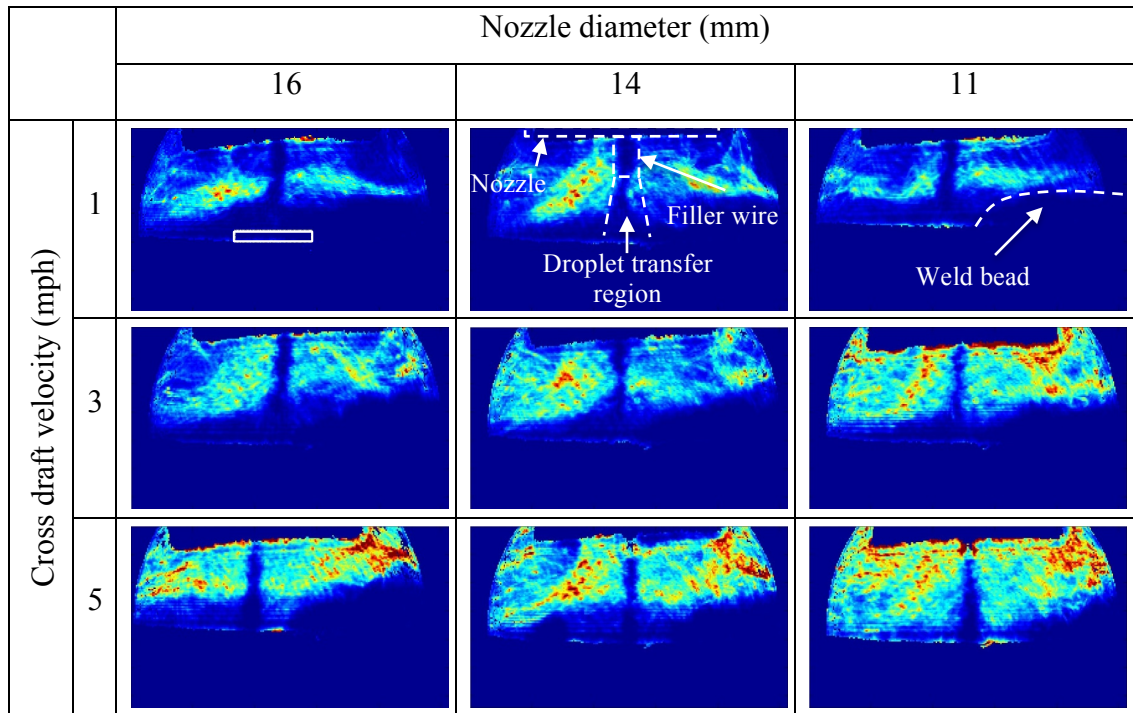 Nozzle diameter (mm)
16
14
11
Cross draft velocity (mph)
1
Nozzle
Filler wire
Droplet transfer
region
Weld bead
3
5